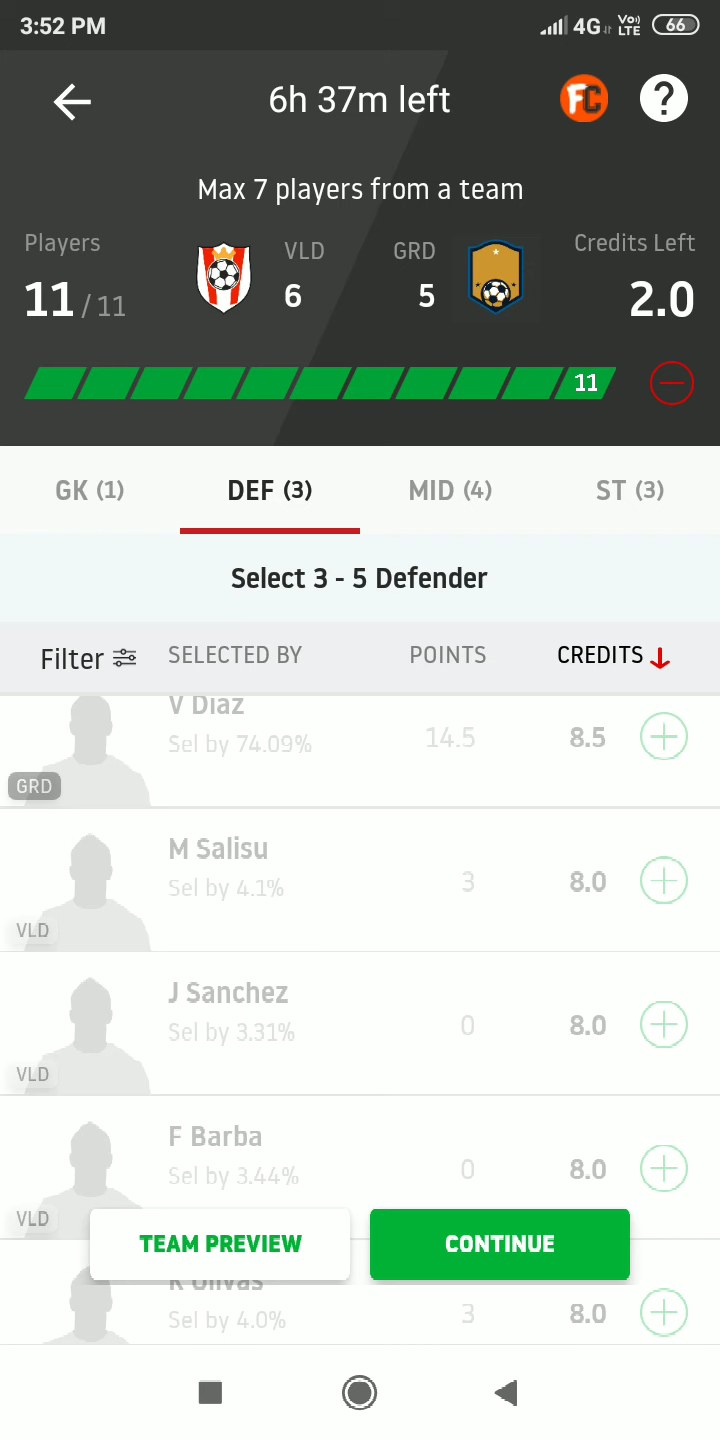 3:52 PM 4G Vo) LTE 66
6h 37m left FC ?
Max 7 players from a team
Players VLD GRD Credits Left
11 / 11 6 5 2.0
11
GK (1) DEF (3) MID (4) ST (3)
Select 3 - 5 Defender
Filter SELECTED BY POINTS CREDITS
V Diaz
Sel by 74.09% 14.5 8.5
GRD
M Salisu
Sel by 4.1% 3 8.0
VLD
J Sanchez
Sel by 3.31% 0 8.0
VLD
F Barba
Sel by 3.44% 0 8.0
VLD
TEAM PREVIEW CONTINUE
K Olivas
Sel by 4.0% 3 8.0